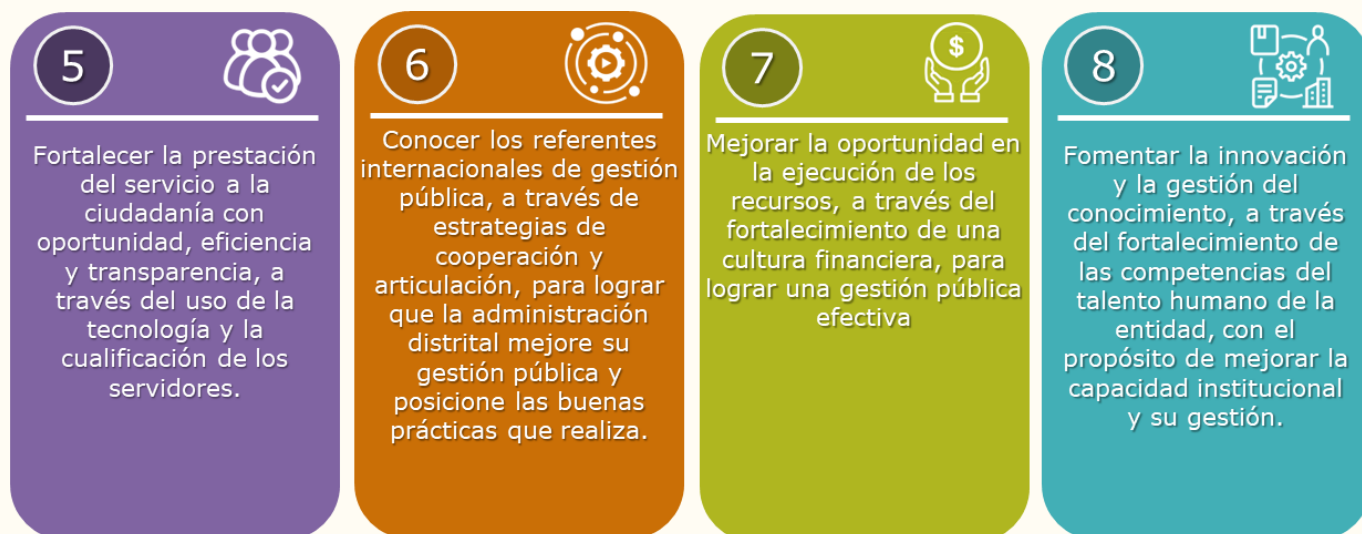 5
Fortalecer la prestación
del servicio a la
ciudadanía con
oportunidad, eficiencia
y transparencia, a
través del uso de la
tecnología y la
cualificación de los
servidores.
6
Conocer los referentes
internacionales de gestión
pública, a través de
estrategias de
cooperación y
articulación, para lograr
que la administración
distrital mejore su
gestión pública y
posicione las buenas
prácticas que realiza.
7
$
Mejorar la oportunidad en
la ejecución de los
recursos, a través del
fortalecimiento de una
cultura financiera, para
lograr una gestión pública
efectiva
8
Fomentar la innovación
y la gestión del
conocimiento, a través
del fortalecimiento de
las competencias del
talento humano de la
entidad, con el
propósito de mejorar la
capacidad institucional
y su gestión.